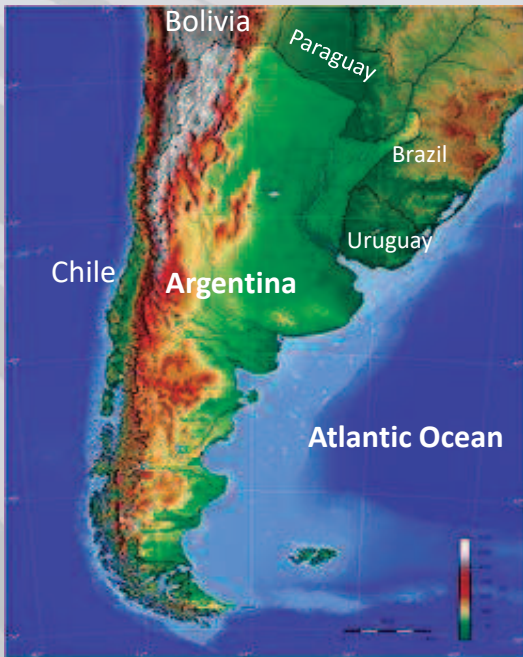 Bolivia
Paraguay
Brazil
Uruguay
Chile
Argentina
Atlantic Ocean